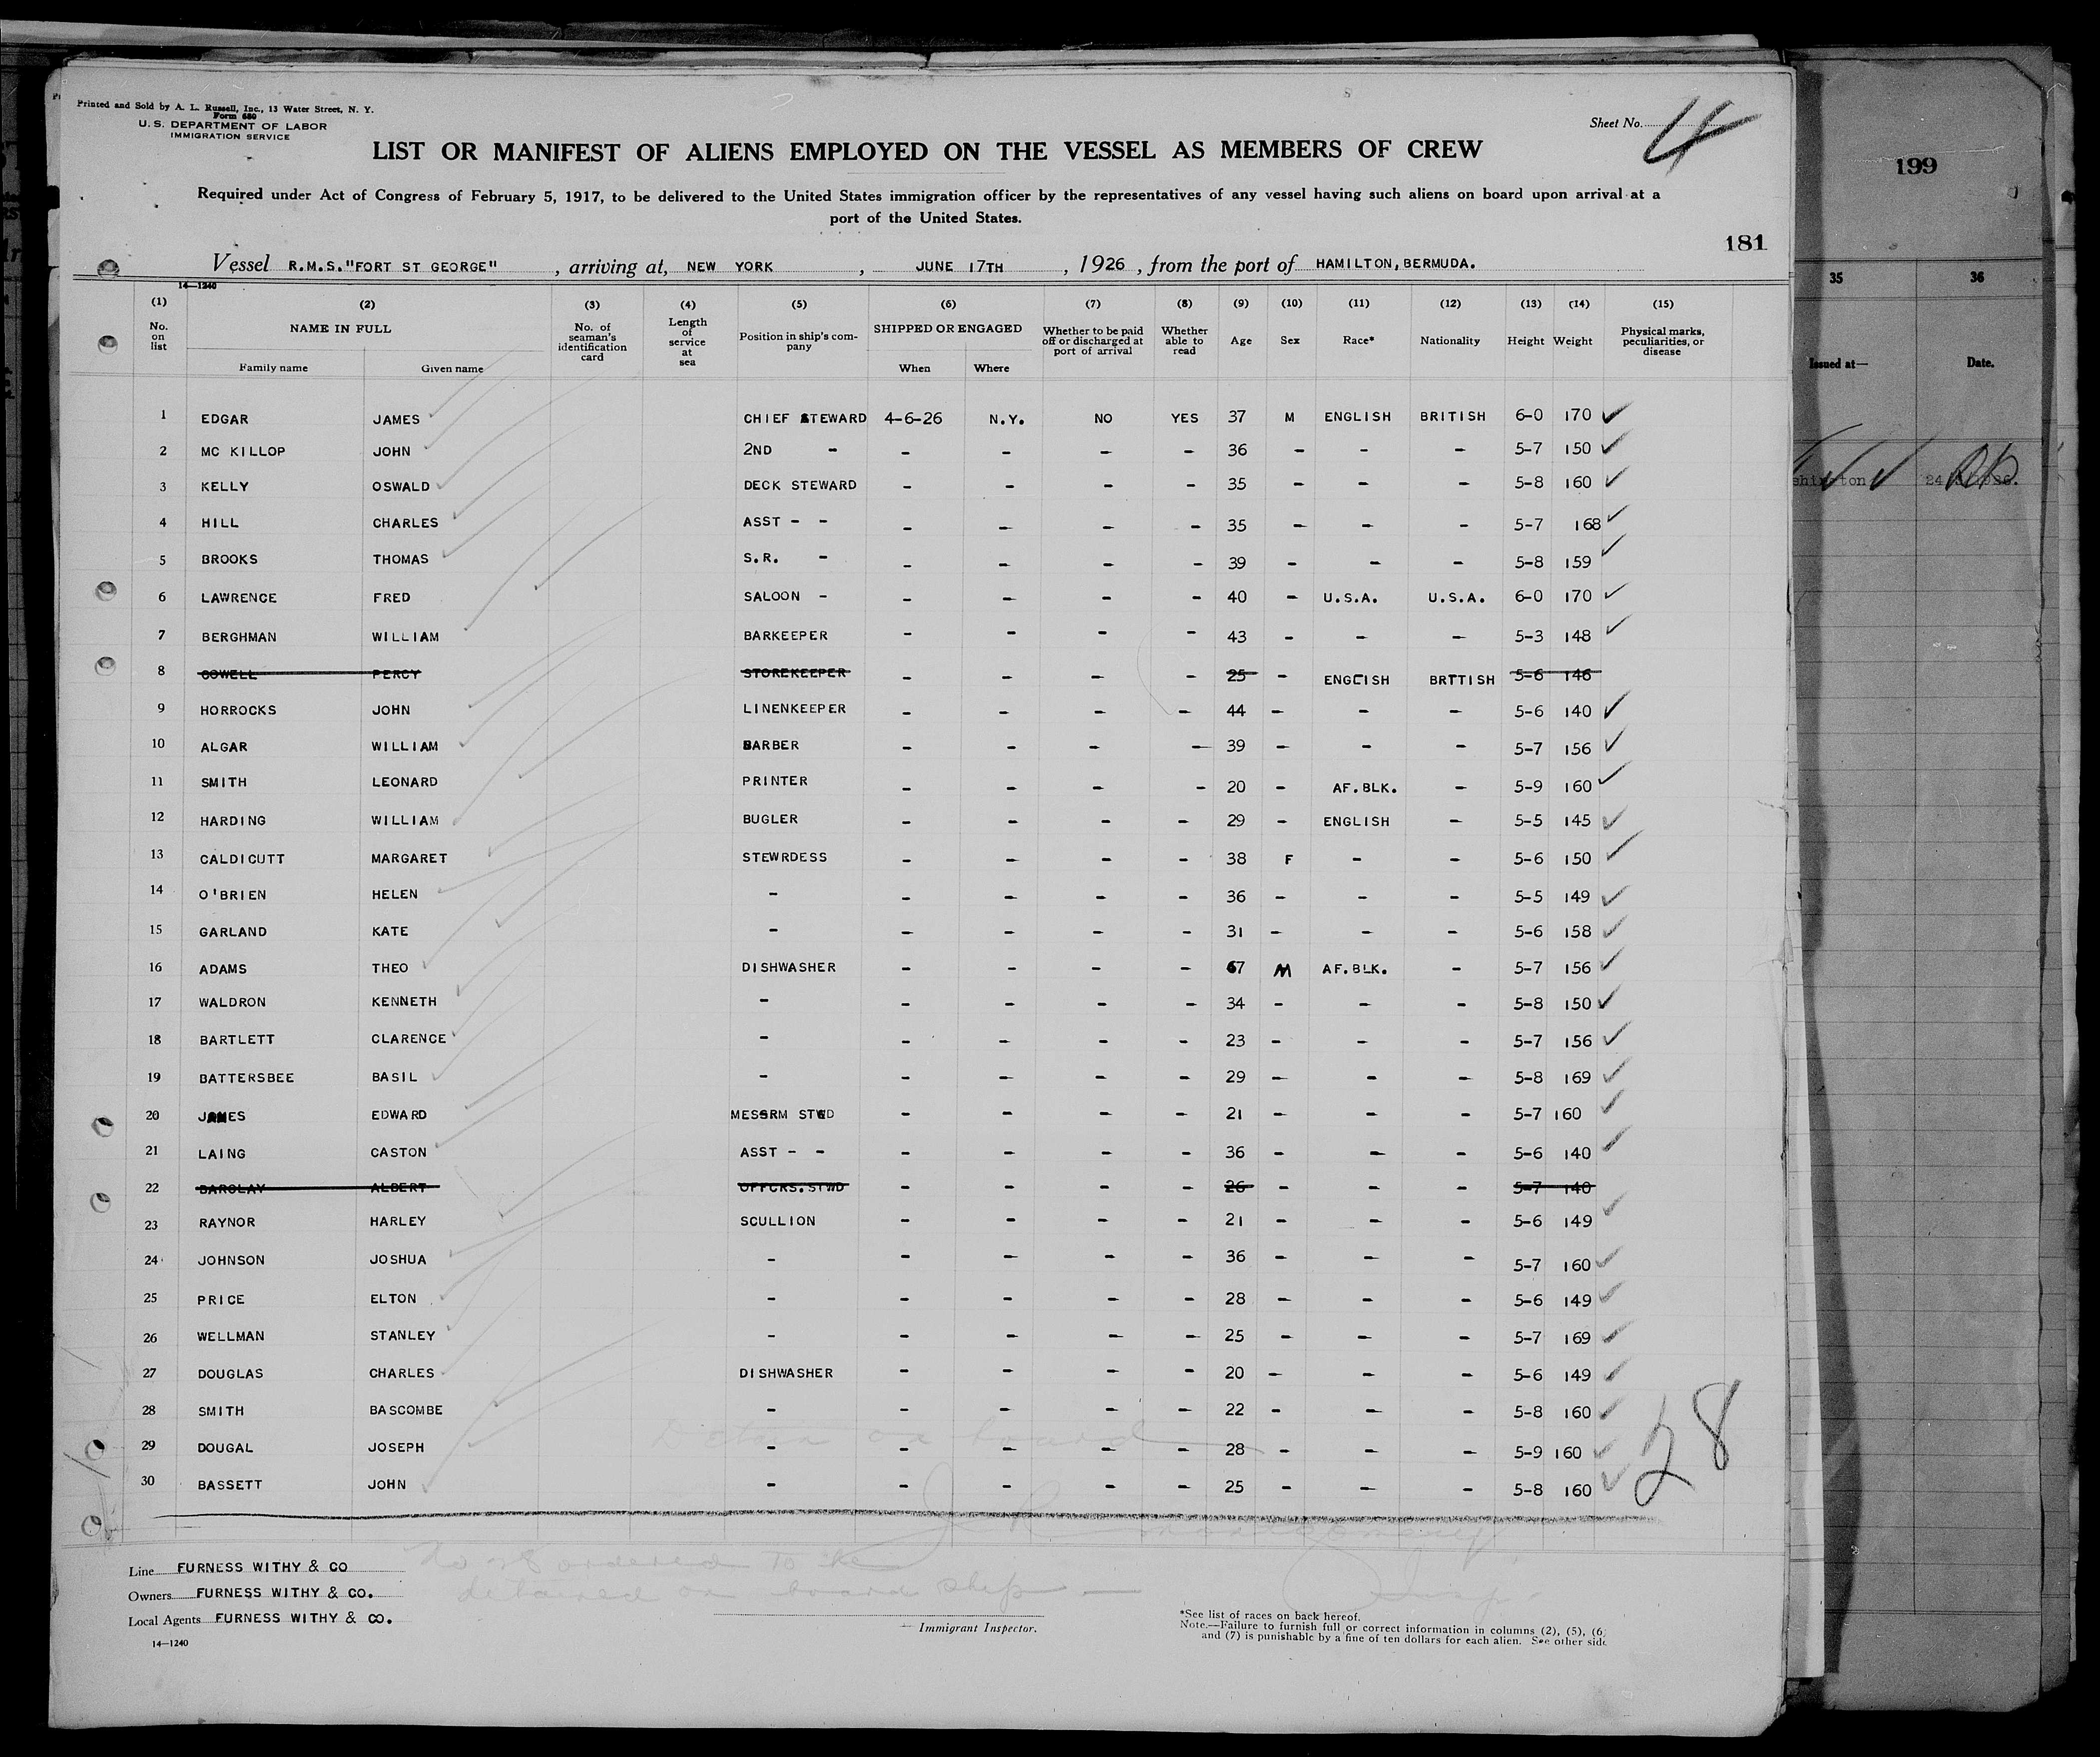 Printed and Sold by A. L. Russell, Inc., 13 Water Street, N. Y.
Form 680
U. S. DEPARTMENT OF LABOR
IMMIGRATION SERVICE
Sheet No. 4
LIST OR MANIFEST OF ALIENS EMPLOYED ON THE VESSEL AS MEMBERS OF CREW
Required under Act of Congress of February 5, 1917, to be delivered to the United States immigration officer by the representatives of any vessel having such aliens on board upon arrival at a
port of the United States.
199
181
Vessel R.M.S."FORT ST GEORGE", arriving at, NEW YORK, JUNE 17TH, 1926, from the port of HAMILTON, BERMUDA.
14—1240
(1) No. on list (2) NAME IN FULL Family name Given name (3) No. of seaman's identification card (4) Length of service at sea (5) Position in ship's company (6) SHIPPED OR ENGAGED When Where (7) Whether to be paid off or discharged at port of arrival (8) Whether able to read (9) Age (10) Sex (11) Race* (12) Nationality (13) Height (14) Weight (15) Physical marks, peculiarities, or disease
35 Issued at— 36 Date.
1 EDGAR JAMES CHIEF STEWARD 4-6-26 N.Y. NO YES 37 M ENGLISH BRITISH 6-0 170
2 MC KILLOP JOHN 2ND - - - - - 36 - - - 5-7 150
3 KELLY OSWALD DECK STEWARD - - - - 35 - - - 5-8 160
4 HILL CHARLES ASST - - - - - - 35 - - - 5-7 168
5 BROOKS THOMAS S.R. - - - - - 39 - - - 5-8 159
6 LAWRENCE FRED SALOON - - - - - 40 - U.S.A. U.S.A. 6-0 170
7 BERGHMAN WILLIAM BARKEEPER - - - - 43 - - - 5-3 148
8 COWELL PERCY STOREKEEPER - - - - 25 - ENGLISH BRITISH 5-6 146
9 HORROCKS JOHN LINENKEEPER - - - - 44 - - - 5-6 140
10 ALGAR WILLIAM BARBER - - - - 39 - - - 5-7 156
11 SMITH LEONARD PRINTER - - - - 20 - AF.BLK. - 5-9 160
12 HARDING WILLIAM BUGLER - - - - 29 - ENGLISH - 5-5 145
13 CALDICUTT MARGARET STEWRDESS - - - - 38 F - - 5-6 150
14 O'BRIEN HELEN - - - - - 36 - - - 5-5 149
15 GARLAND KATE - - - - - 31 - - - 5-6 158
16 ADAMS THEO DISHWASHER - - - - 67 M AF.BLK. - 5-7 156
17 WALDRON KENNETH - - - - - 34 - - - 5-8 150
18 BARTLETT CLARENCE - - - - - 23 - - - 5-7 156
19 BATTERSBEE BASIL - - - - - 29 - - - 5-8 169
20 JAMES EDWARD MESSRM STWD - - - - 21 - - - 5-7 160
21 LAING CASTON ASST - - - - - - 36 - - - 5-6 140
22 BARCLAY ALBERT OFFCRS.STWD - - - - 26 - - - 5-7 140
23 RAYNOR HARLEY SCULLION - - - - 21 - - - 5-6 149
24 JOHNSON JOSHUA - - - - - 36 - - - 5-7 160
25 PRICE ELTON - - - - - 28 - - - 5-6 149
26 WELLMAN STANLEY - - - - - 25 - - - 5-7 169
27 DOUGLAS CHARLES DISHWASHER - - - - 20 - - - 5-6 149
28 SMITH BASCOMBE - - - - - 22 - - - 5-8 160
29 DOUGAL JOSEPH - - - - - 28 - - - 5-9 160
30 BASSETT JOHN - - - - - 25 - - - 5-8 160
28
Detain on board
No 28 ordered to be
detained on board ship
Insp.
Line FURNESS WITHY & CO
Owners FURNESS WITHY & CO.
Local Agents FURNESS WITHY & CO.
14—1240
Immigrant Inspector.
*See list of races on back hereof.
Note.—Failure to furnish full or correct information in columns (2), (5), (6
and (7) is punishable by a fine of ten dollars for each alien. See other side